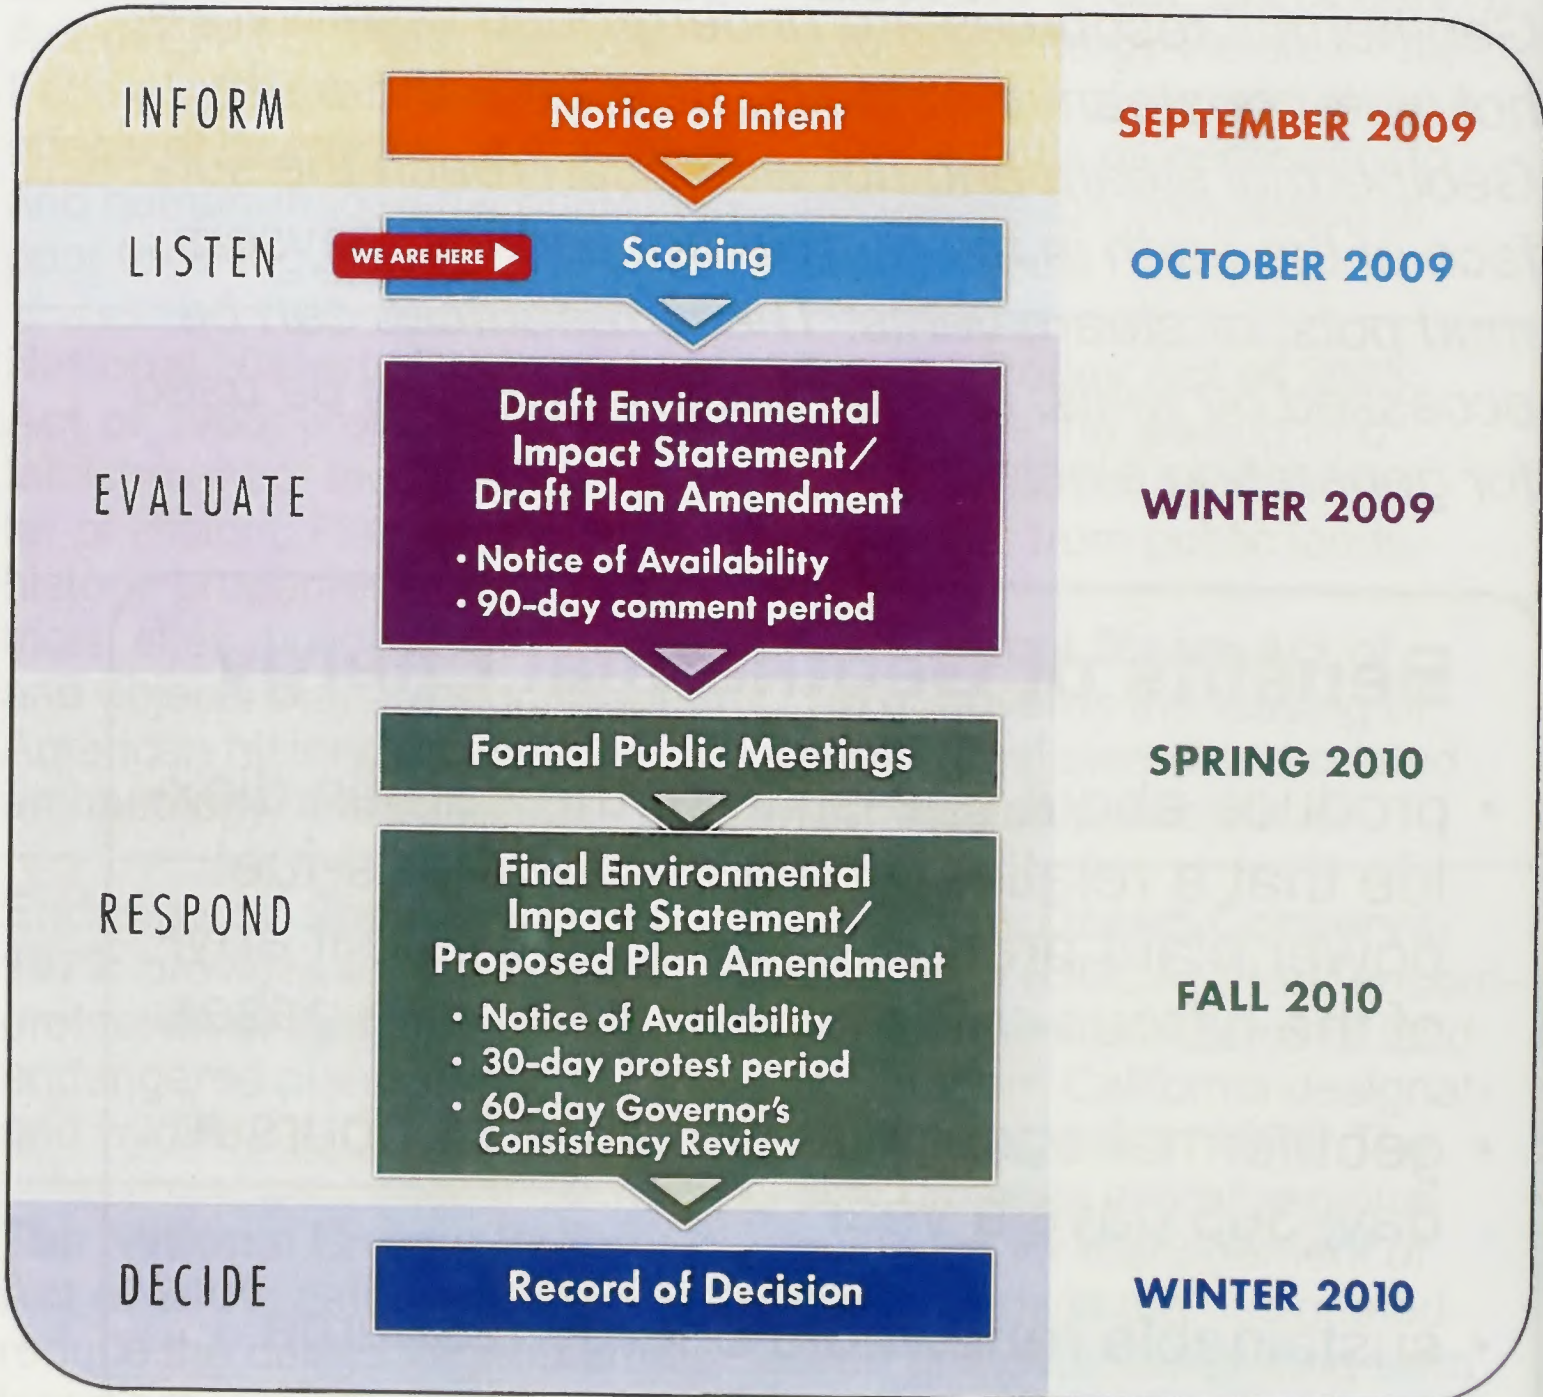 INFORM
Notice of Intent
SEPTEMBER 2009
LISTEN
WE ARE HERE
Scoping
OCTOBER 2009
EVALUATE
Draft Environmental
Impact Statement/
Draft Plan Amendment
• Notice of Availability
• 90-day comment period
WINTER 2009
RESPOND
Formal Public Meetings
SPRING 2010
Final Environmental
Impact Statement/
Proposed Plan Amendment
• Notice of Availability
• 30-day protest period
• 60-day Governor's
Consistency Review
FALL 2010
DECIDE
Record of Decision
WINTER 2010